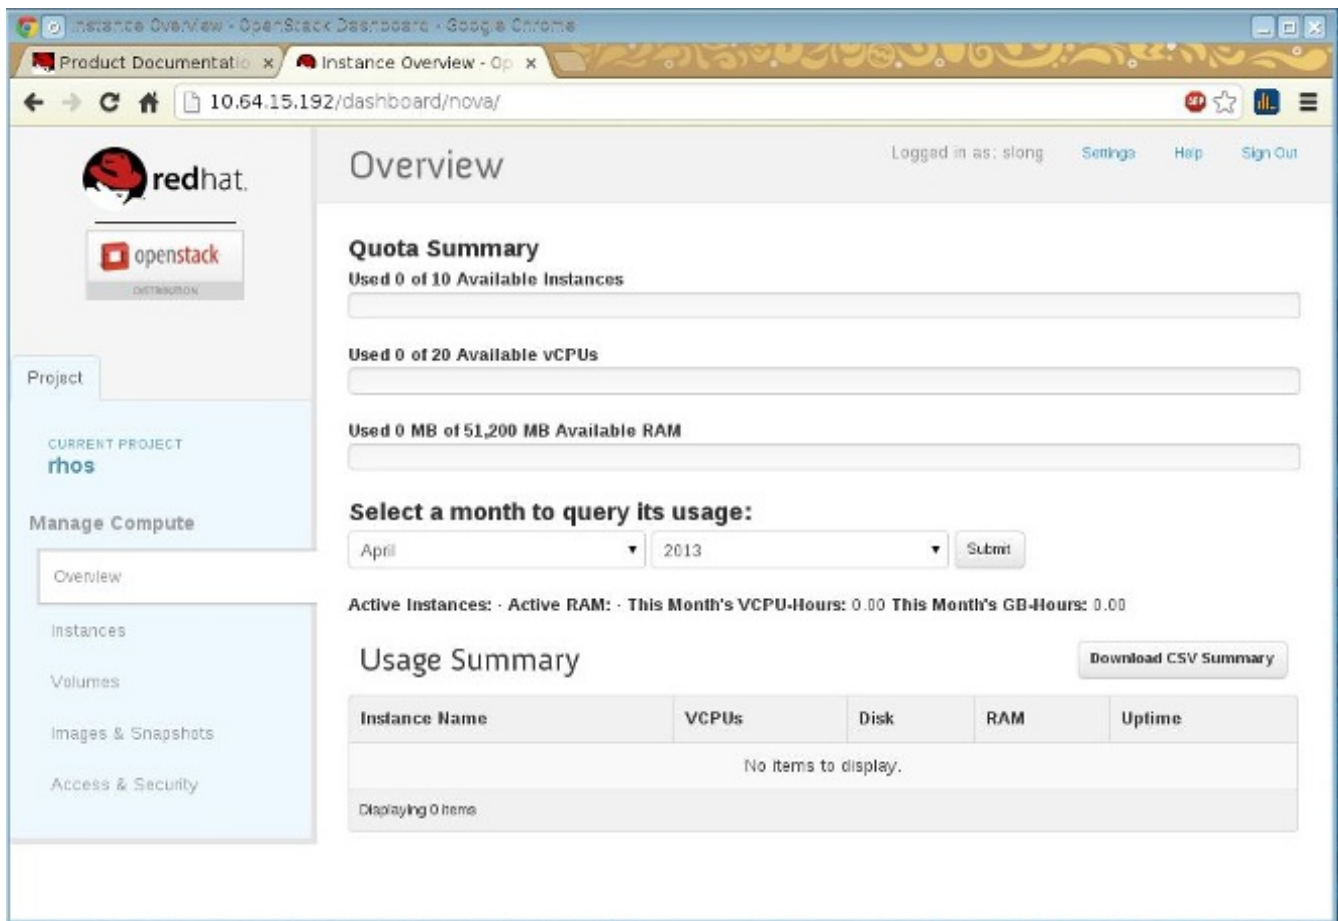 Instance Overview - OpenStack Dashboard - Google Chrome
Product Documentatio x
Instance Overview - Op x
10.64.15.192/dashboard/nova/
ABP
redhat.
openstack
DISTRIBUTION
Overview
Logged in as: slong Settings Help Sign Out
Project
CURRENT PROJECT
rhos
Manage Compute
Overview
Instances
Volumes
Images & Snapshots
Access & Security
Quota Summary
Used 0 of 10 Available Instances
Used 0 of 20 Available vCPUs
Used 0 MB of 51,200 MB Available RAM
Select a month to query its usage:
April 2013 Submit
Active Instances: - Active RAM: - This Month's VCPU-Hours: 0.00 This Month's GB-Hours: 0.00
Usage Summary
Download CSV Summary
Instance Name VCPUs Disk RAM Uptime
No items to display.
Displaying 0 items